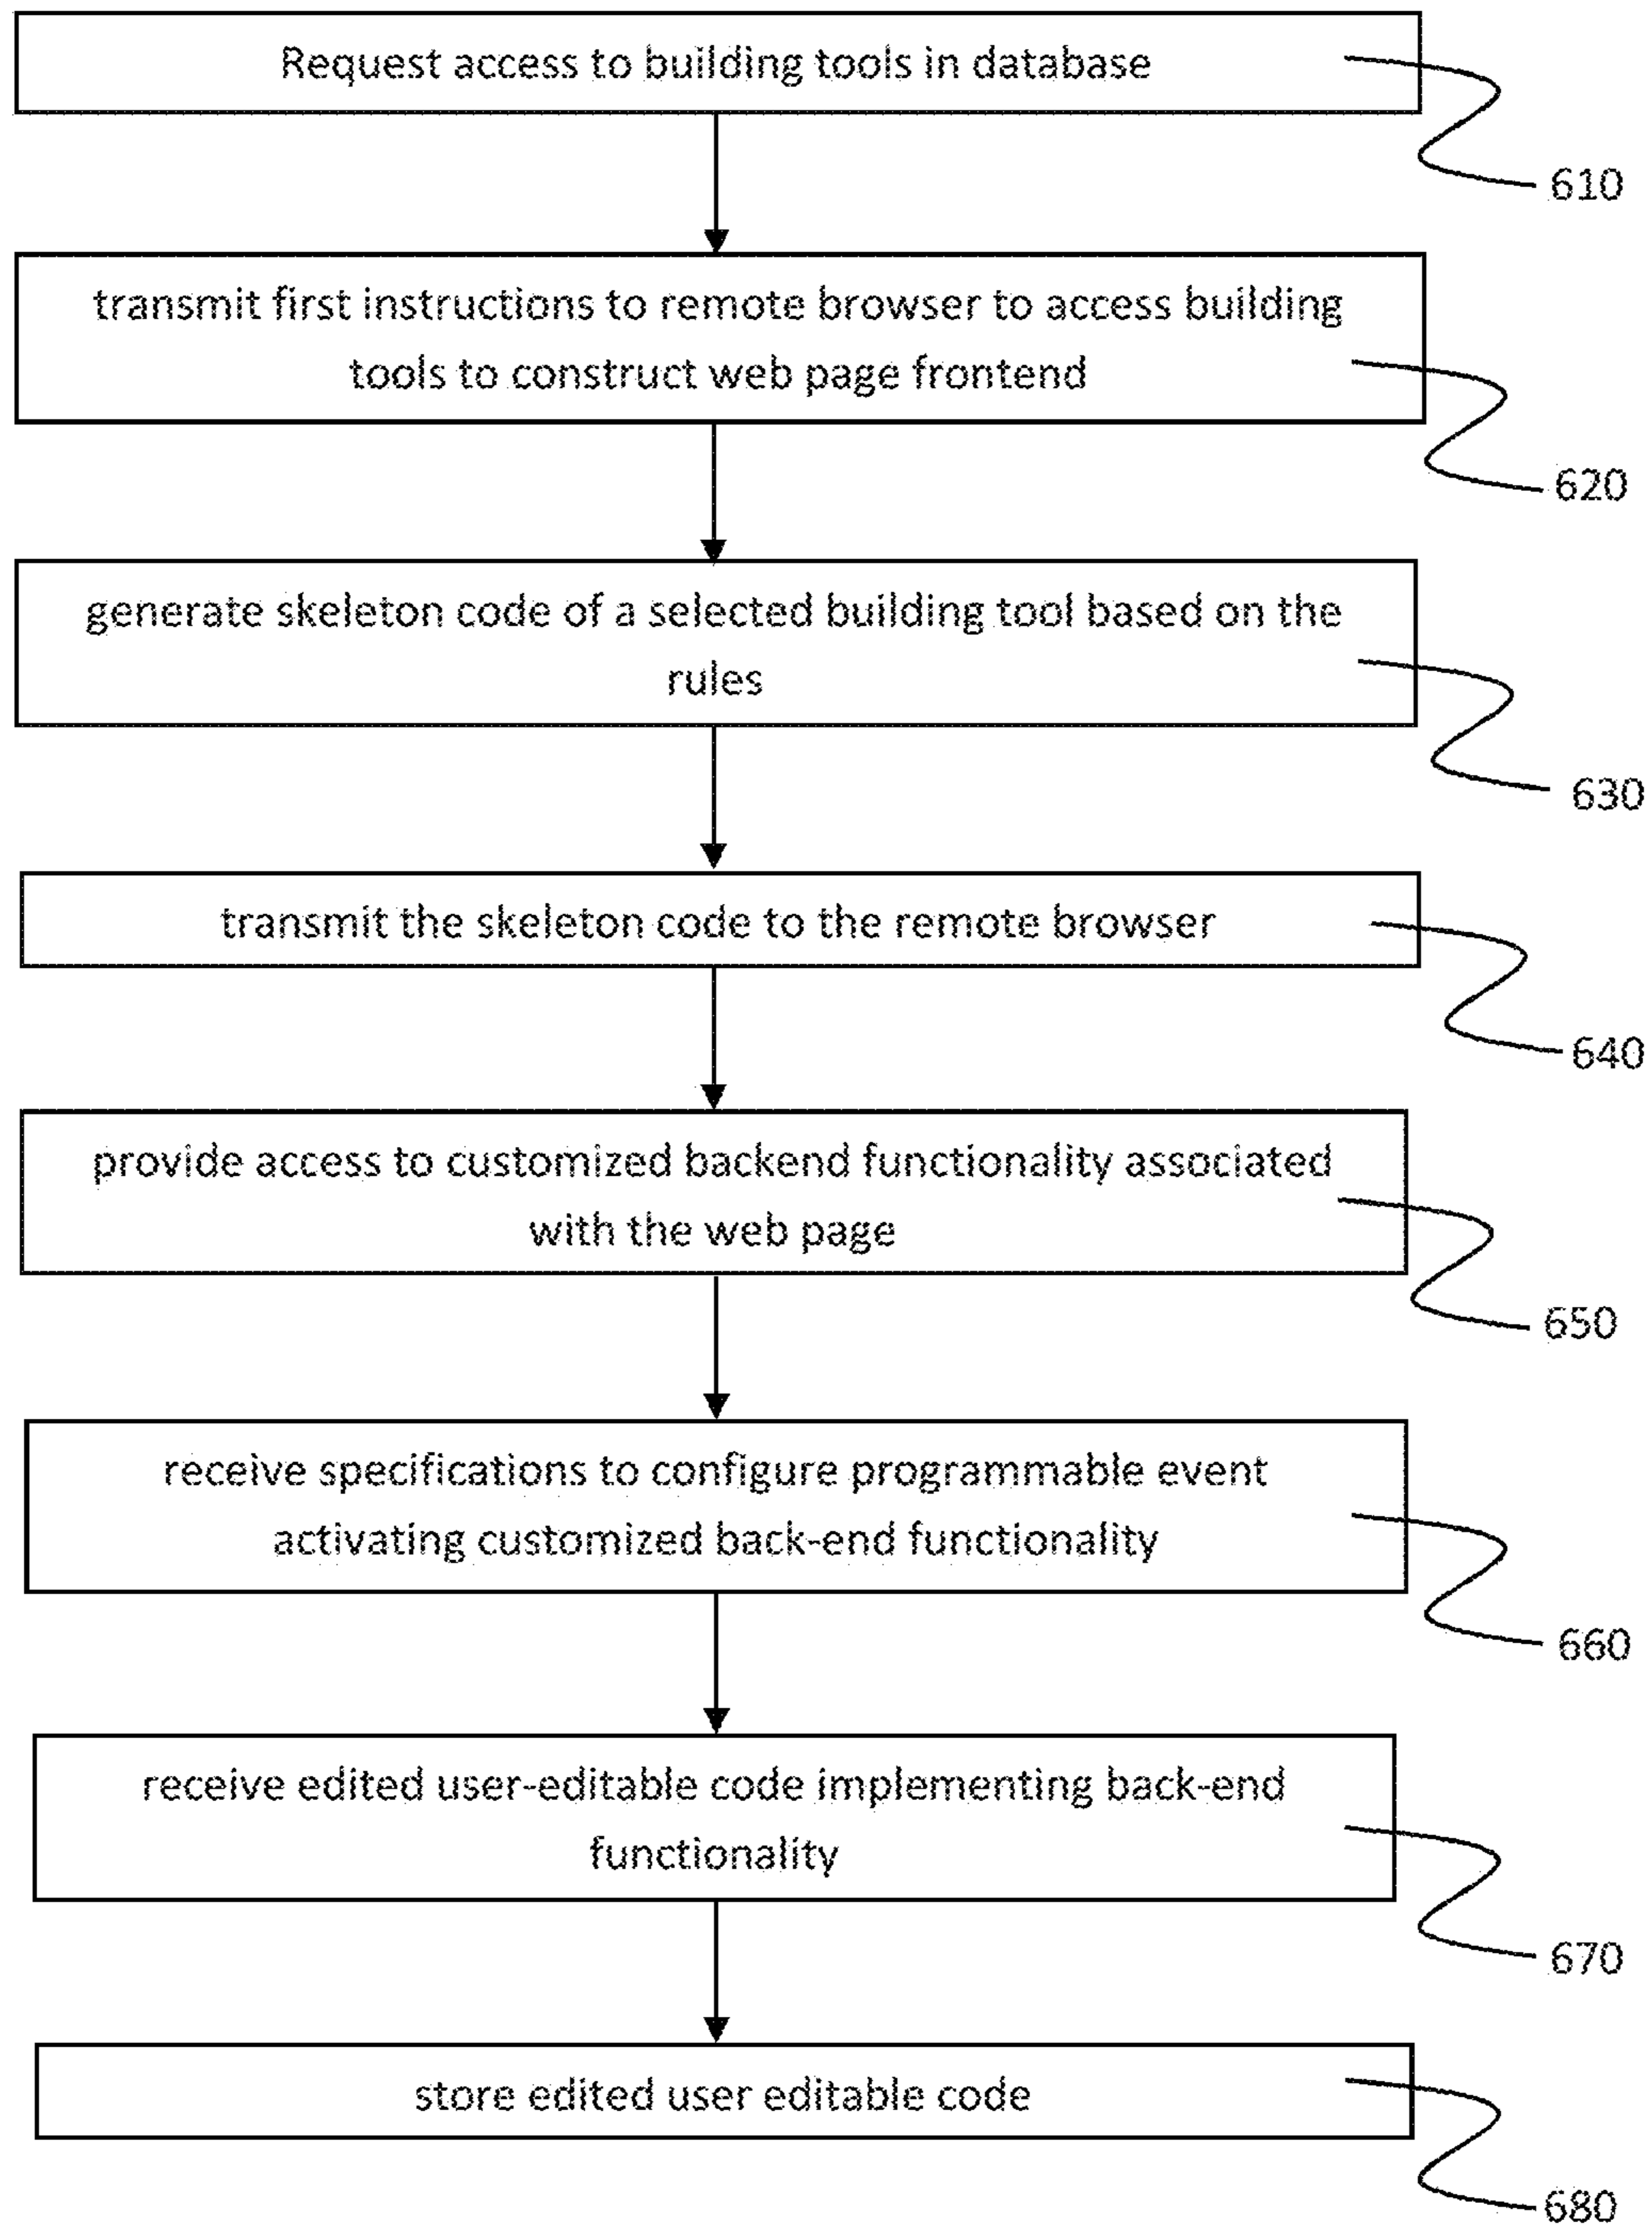 Request access to building tools in database
610
transmit first instructions to remote browser to access building
tools to construct web page frontend
620
generate skeleton code of a selected building tool based on the
rules
630
transmit the skeleton code to the remote browser
640
provide access to customized backend functionality associated
with the web page
650
receive specifications to configure programmable event
activating customized back-end functionality
660
receive edited user-editable code implementing back-end
functionality
670
store edited user editable code
680